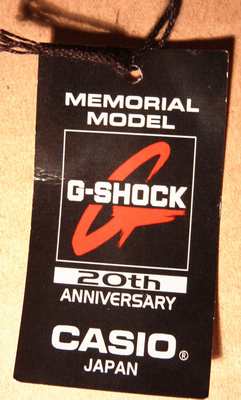 MEMORIAL
MODEL
G-SHOCK
20th
ANNIVERSARY
CASIO®
JAPAN